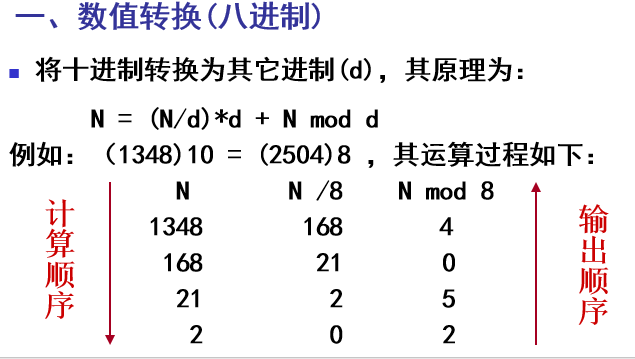 一、数值转换(八进制)
将十进制转换为其它进制(d)，其原理为：
N = (N/d)*d + N mod d
例如：（1348)10 = (2504)8 ，其运算过程如下：
N N /8 N mod 8
1348 168 4
168 21 0
21 2 5
2 0 2
计算顺序
输出顺序